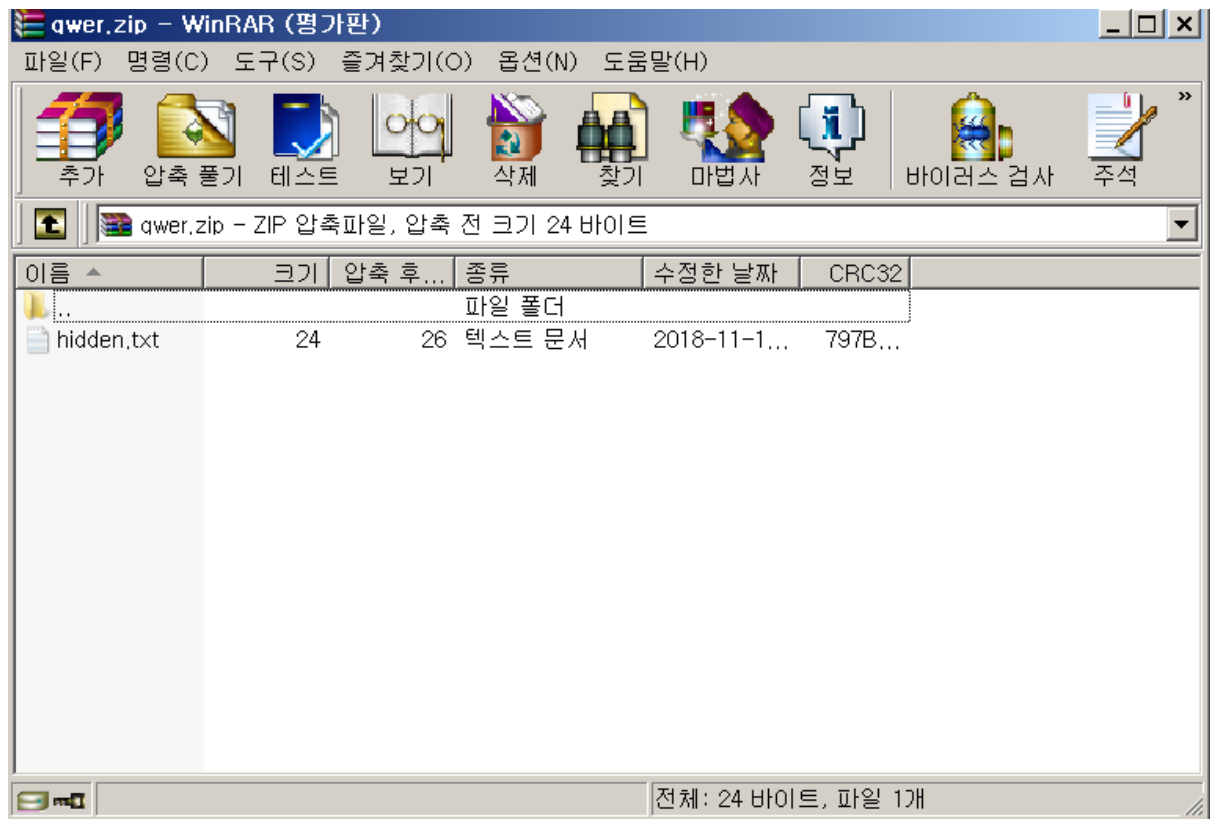 qwer.zip - WinRAR (평가판)
파일(F) 명령(C) 도구(S) 즐겨찾기(O) 옵션(N) 도움말(H)
추가 압축 풀기 테스트 보기 삭제 찾기 마법사 정보 바이러스 검사 주석
qwer.zip - ZIP 압축파일, 압축 전 크기 24 바이트
이름 크기 압축 후... 종류 수정한 날짜 CRC32
.. 파일 폴더
hidden.txt 24 26 텍스트 문서 2018-11-1... 797B...
전체: 24 바이트, 파일 1개